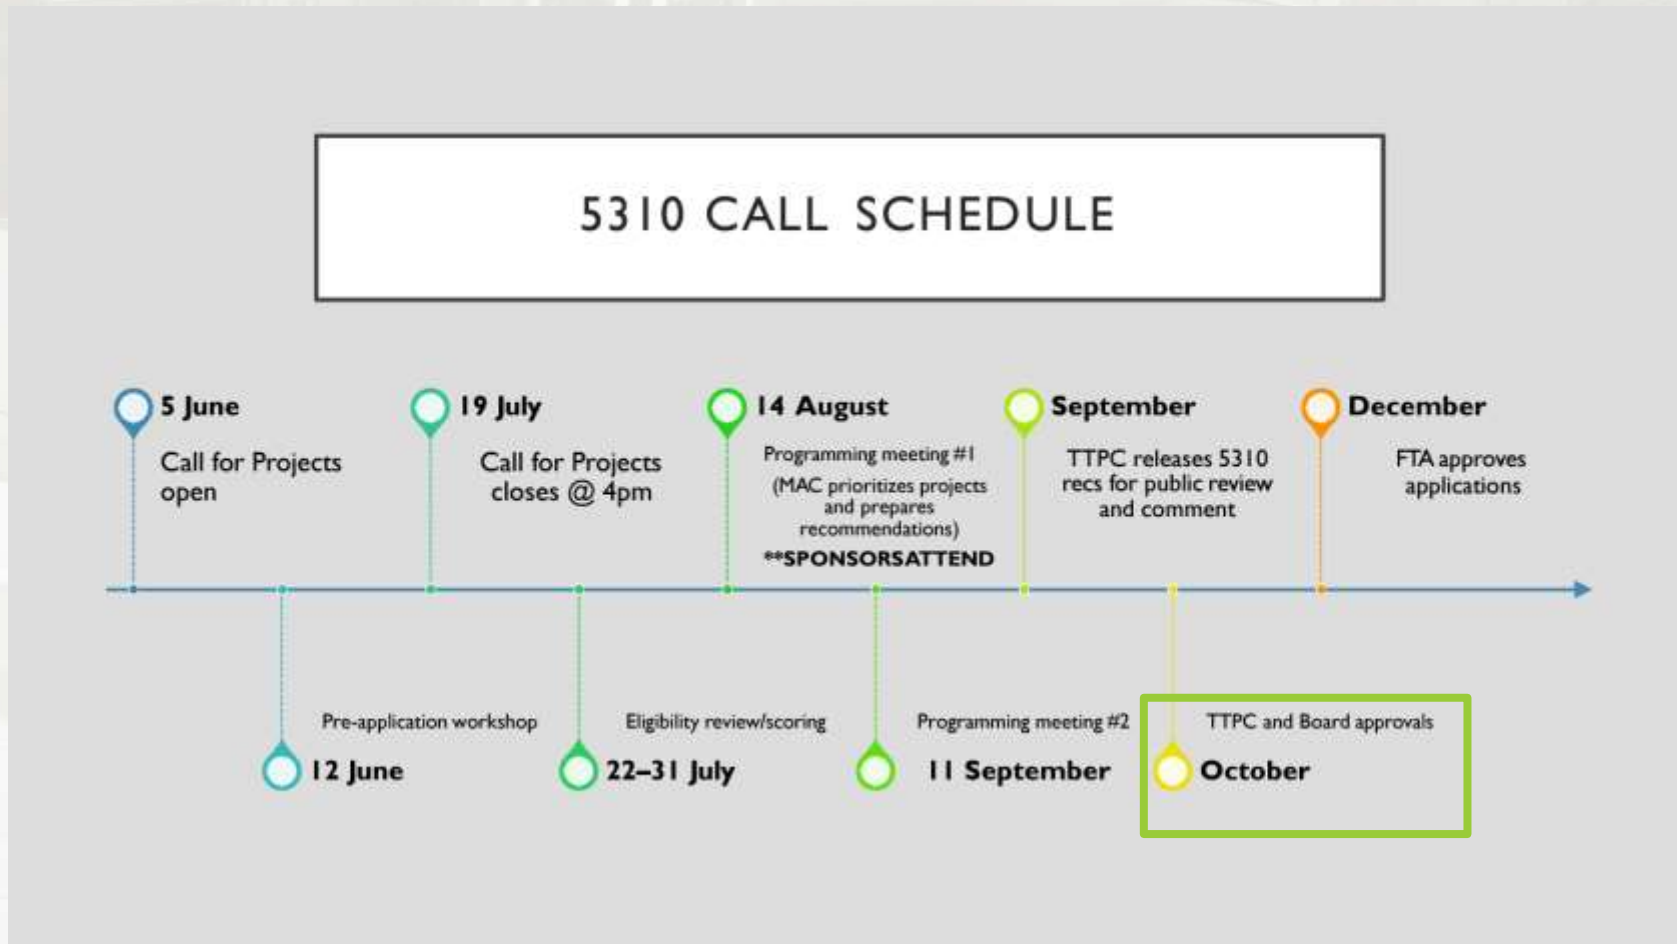 5310 CALL SCHEDULE
5 June
Call for Projects
open
19 July
Call for Projects
closes @ 4pm
14 August
Programming meeting #1
(MAC prioritizes projects
and prepares
recommendations)
**SPONSORSATTEND
September
TTPC releases 5310
recs for public review
and comment
December
FTA approves
applications
Pre-application workshop
12 June
Eligibility review/scoring
22–31 July
Programming meeting #2
11 September
TTPC and Board approvals
October